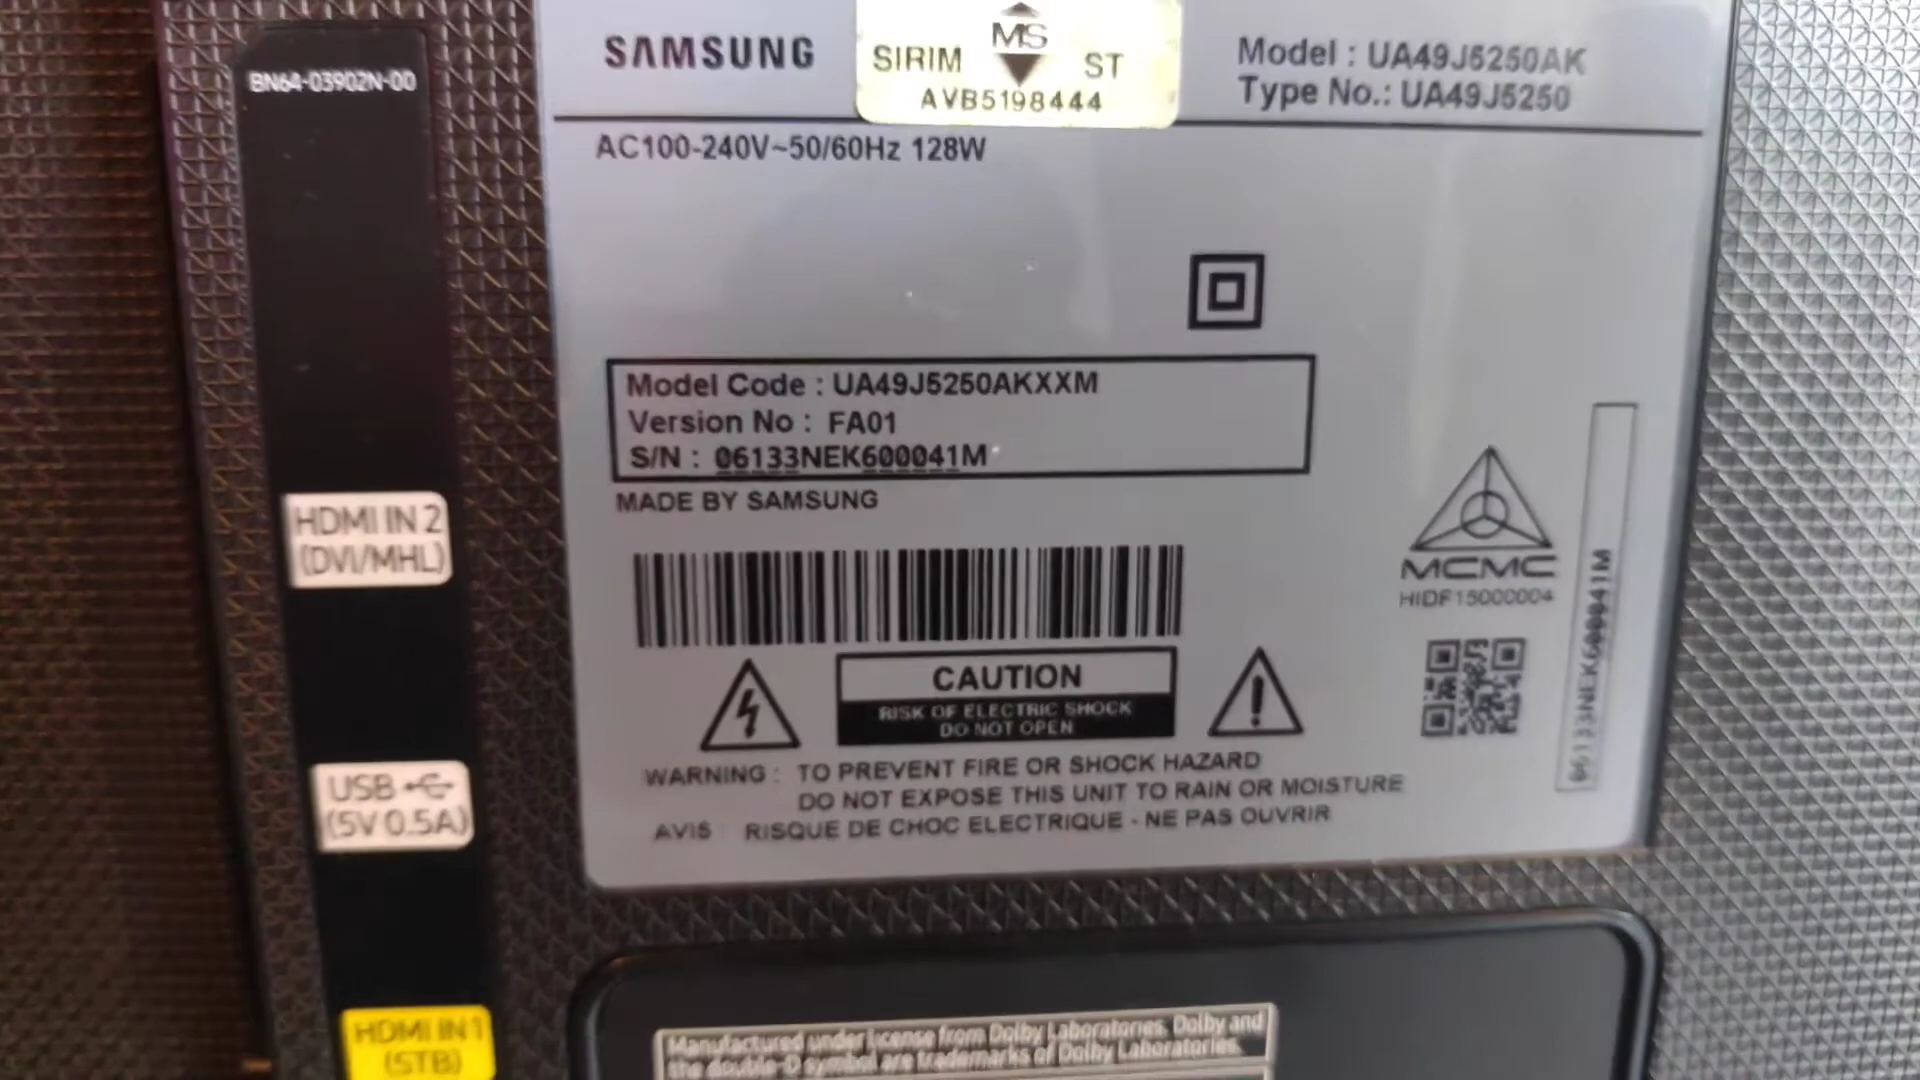 BN64-03902N-00
SAMSUNG
SIRIM MS ST
AVB5198444
Model : UA49J5250AK
Type No.: UA49J5250
AC100-240V~50/60Hz 128W
Model Code : UA49J5250AKXXM
Version No : FA01
S/N : 06133NEK600041M
MADE BY SAMSUNG
HDMI IN 2
(DVI/MHL)
MCMC
HIDF15000004
06133NEK600041M
CAUTION
RISK OF ELECTRIC SHOCK
DO NOT OPEN
WARNING : TO PREVENT FIRE OR SHOCK HAZARD
DO NOT EXPOSE THIS UNIT TO RAIN OR MOISTURE
AVIS : RISQUE DE CHOC ELECTRIQUE - NE PAS OUVRIR
USB
(5V 0.5A)
HDMI IN 1
(STB)
Manufactured under license from Dolby Laboratories. Dolby and
the double-D symbol are trademarks of Dolby Laboratories.